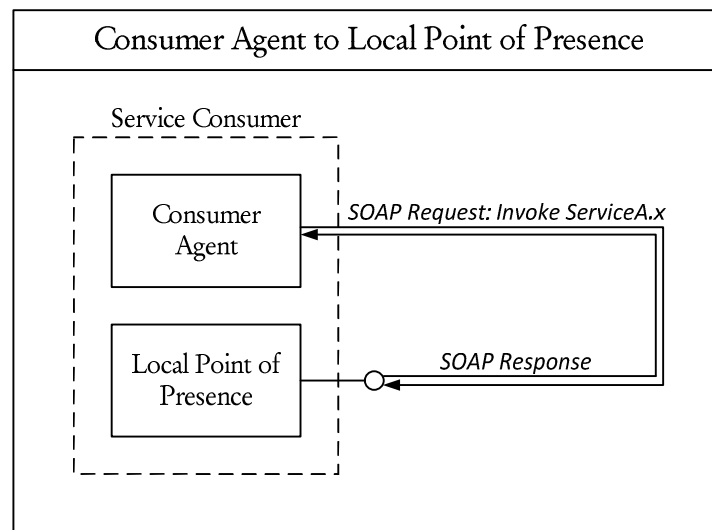 Consumer Agent to Local Point of Presence
Service Consumer
Consumer
Agent
SOAP Request: Invoke ServiceA.x
Local Point of
Presence
SOAP Response